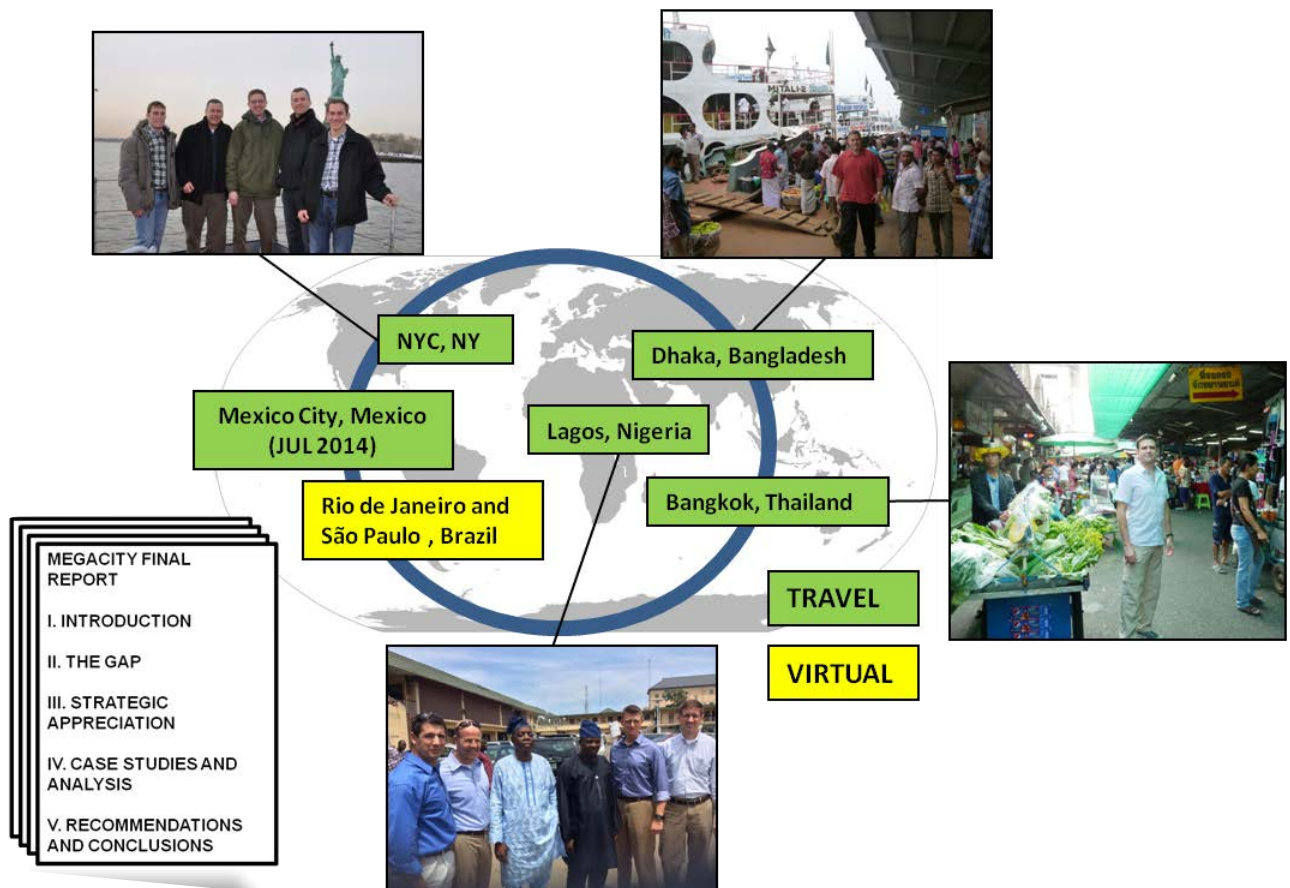 MITALI-2
NYC, NY
Dhaka, Bangladesh
Mexico City, Mexico
(JUL 2014)
Lagos, Nigeria
Rio de Janeiro and
São Paulo , Brazil
Bangkok, Thailand
TRAVEL
VIRTUAL
MEGACITY FINAL
REPORT
I. INTRODUCTION
II. THE GAP
III. STRATEGIC
APPRECIATION
IV. CASE STUDIES AND
ANALYSIS
V. RECOMMENDATIONS
AND CONCLUSIONS